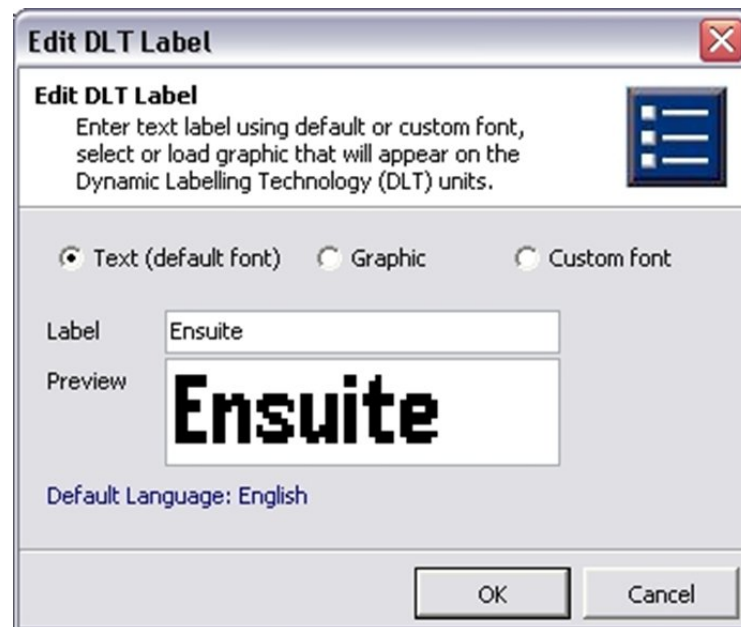 Edit DLT Label
Edit DLT Label
Enter text label using default or custom font,
select or load graphic that will appear on the
Dynamic Labelling Technology (DLT) units.
Text (default font) Graphic Custom font
Label Ensuite
Preview Ensuite
Default Language: English
OK Cancel